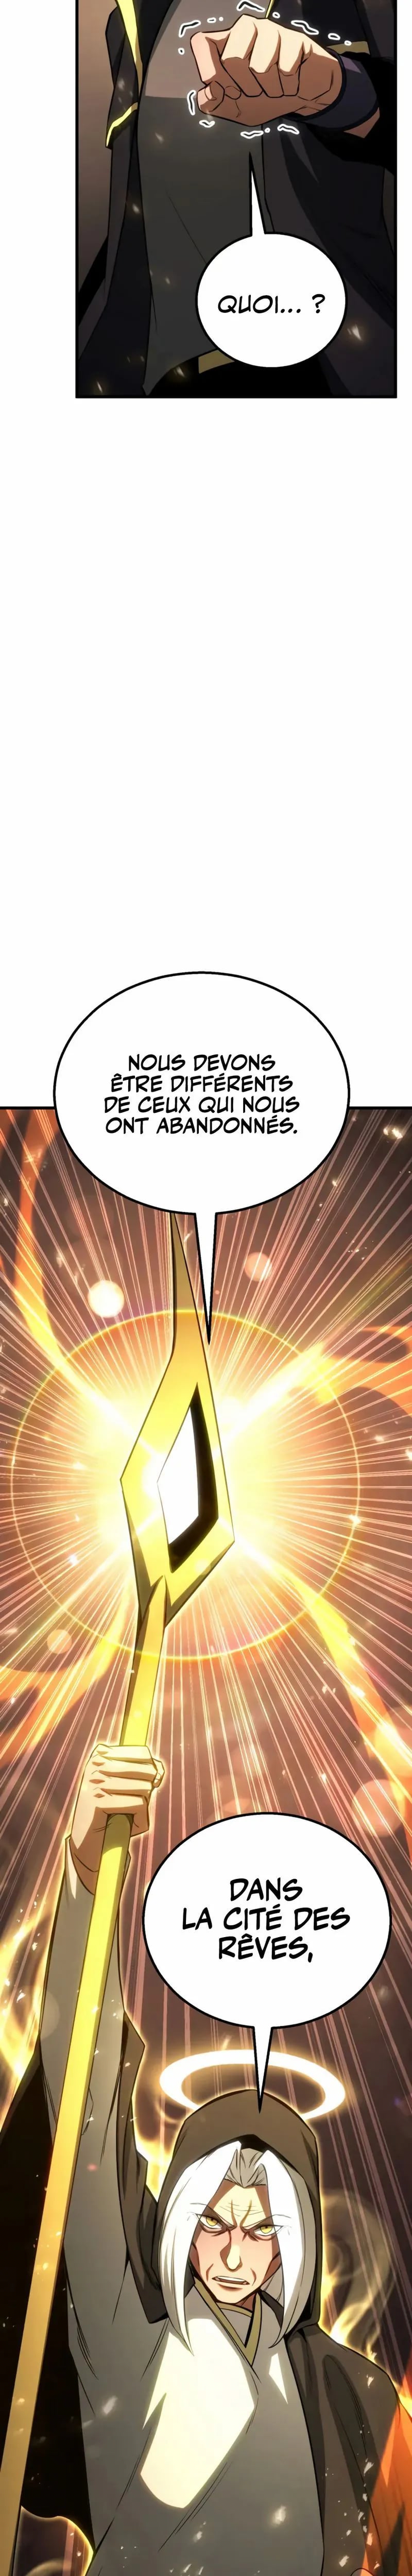 QUOI... ?
NOUS DEVONS
ÊTRE DIFFÉRENTS
DE CEUX QUI NOUS
ONT ABANDONNÉS.
DANS
LA CITÉ DES
RÊVES,